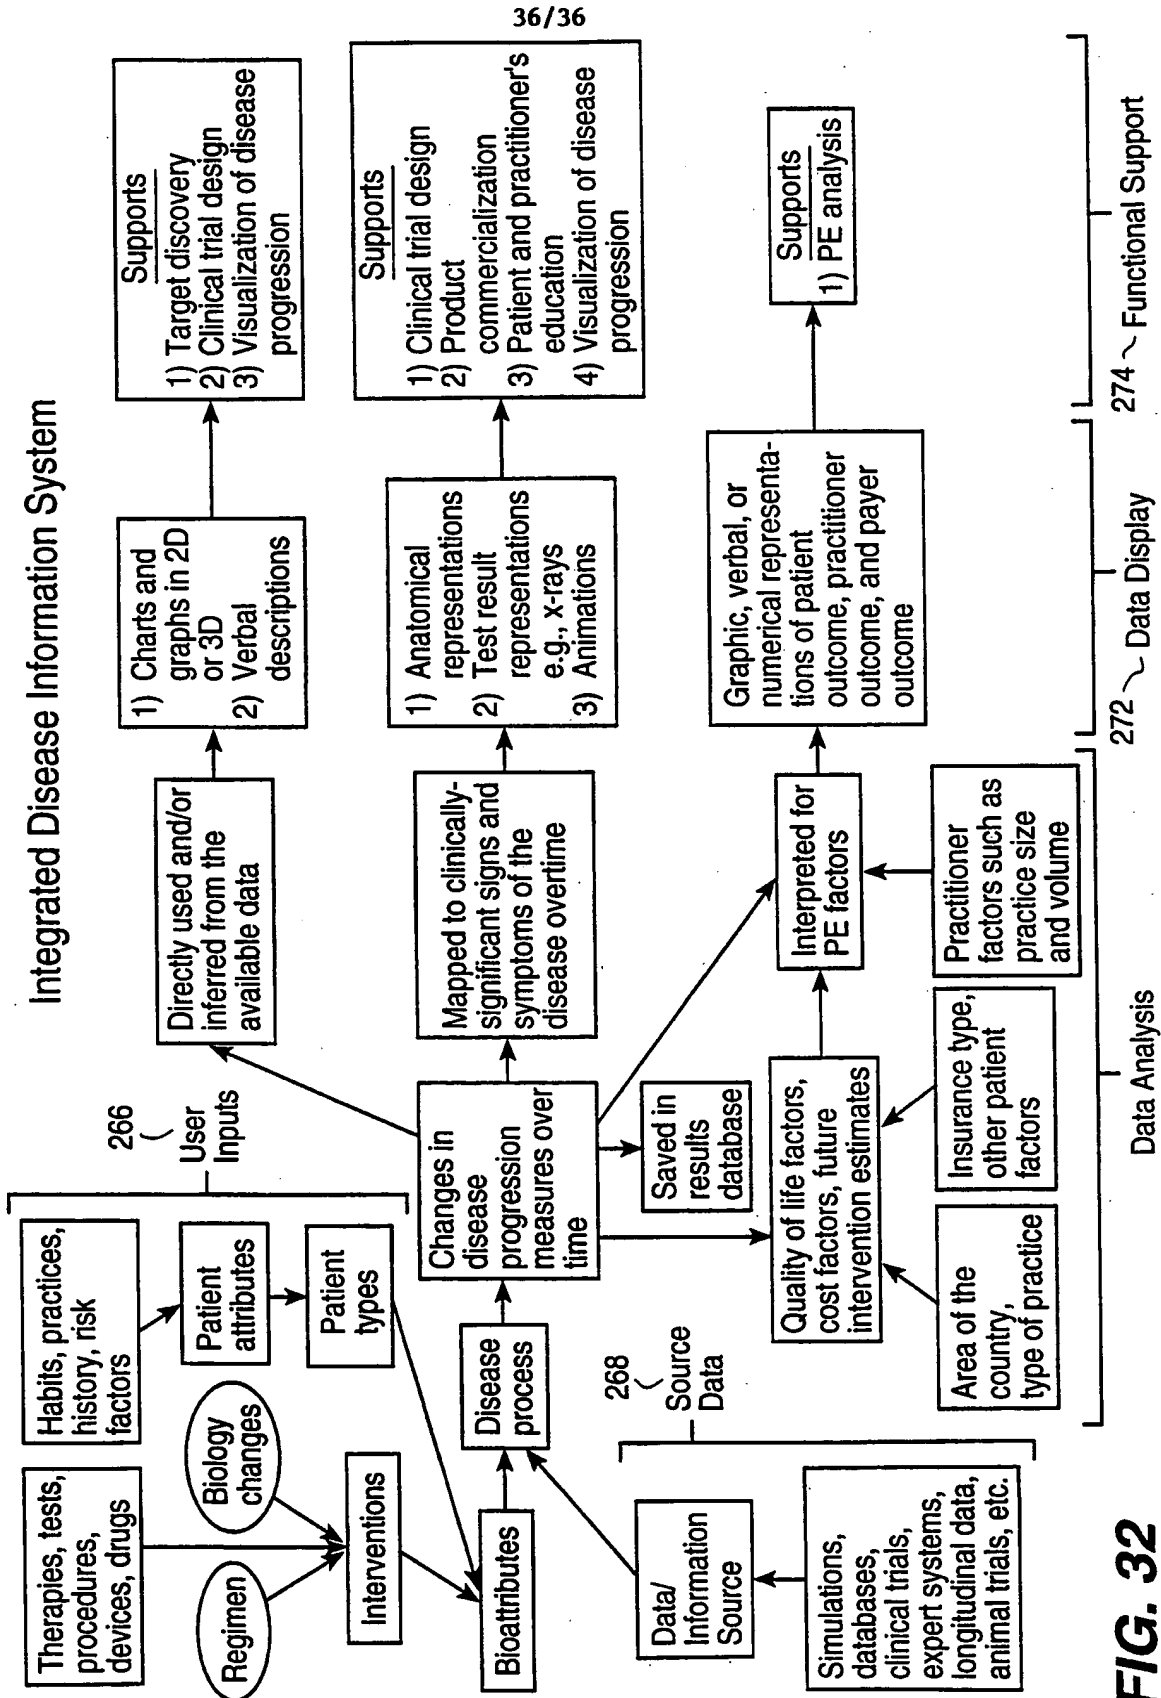 36/36
Integrated Disease Information System
Therapies, tests,
procedures,
devices, drugs
Habits, practices,
history, risk
factors
266
User
Inputs
Regimen
Biology
changes
Patient
attributes
Interventions
Patient
types
Bioattributes
Disease
process
Changes in
disease
progression
measures over
time
Directly used and/or
inferred from the
available data
1) Charts and
graphs in 2D
or 3D
2) Verbal
descriptions
Supports
1) Target discovery
2) Clinical trial design
3) Visualization of disease
progression
Mapped to clinically-
significant signs and
symptoms of the
disease overtime
1) Anatomical
representations
2) Test result
representations
e.g., x-rays
3) Animations
Supports
1) Clinical trial design
2) Product
commercialization
3) Patient and practitioner's
education
4) Visualization of disease
progression
Data/
Information
Source
268
Source
Data
Simulations,
databases,
clinical trials,
expert systems,
longitudinal data,
animal trials, etc.
Saved in
results
database
Quality of life factors,
cost factors, future
intervention estimates
Area of the
country,
type of practice
Insurance type,
other patient
factors
Interpreted for
PE factors
Practitioner
factors such as
practice size
and volume
Graphic, verbal, or
numerical representa-
tions of patient
outcome, practitioner
outcome, and payer
outcome
Supports
1) PE analysis
Data Analysis
272 Data Display
274 Functional Support
FIG. 32